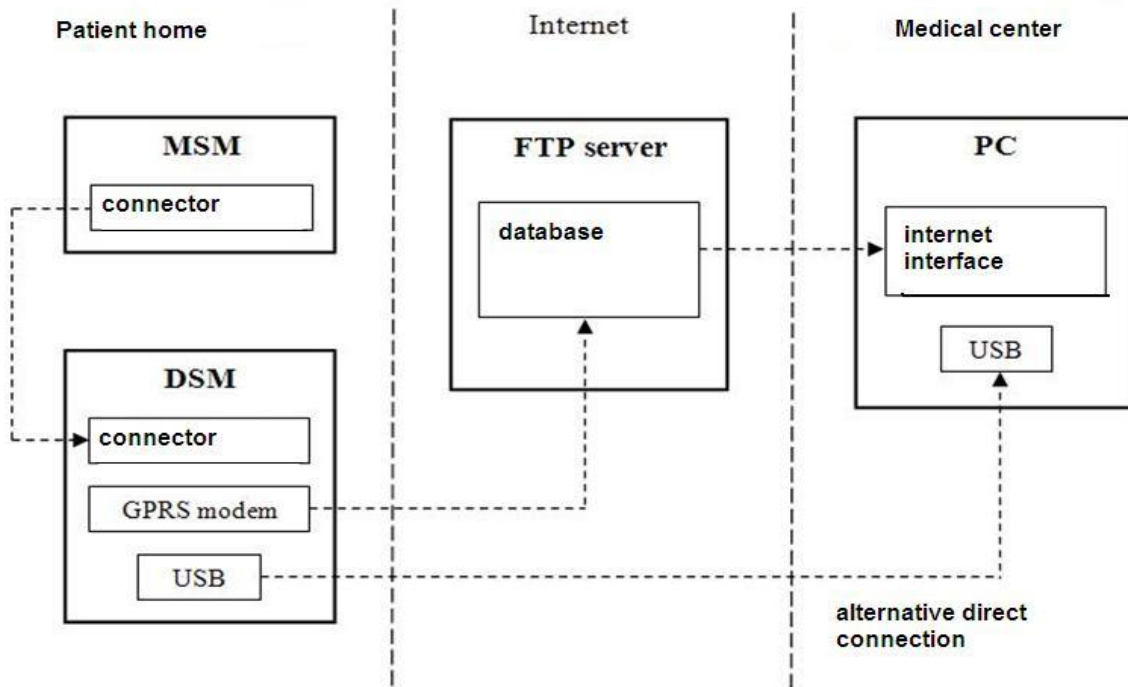 Patient home
Internet
Medical center
MSM
connector
FTP server
database
PC
internet
interface
USB
DSM
connector
GPRS modem
USB
alternative direct
connection